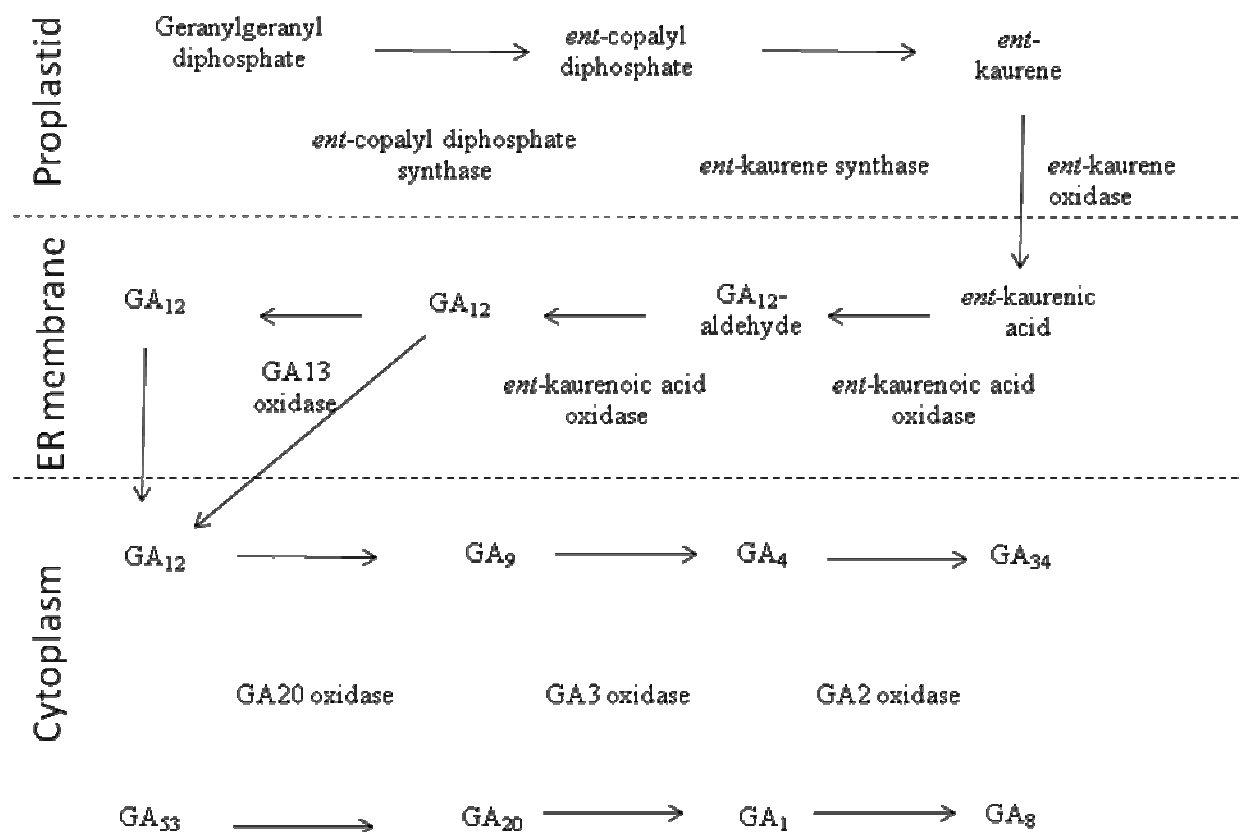 Proplastid
Geranylgeranyl
diphosphate
ent-copalyl
diphosphate
ent-
kaurene
ent-copalyl diphosphate
synthase
ent-kaurene synthase
ent-kaurene
oxidase
ER membrane
GA12
GA12
GA12-
aldehyde
ent-kaurenic
acid
GA13
oxidase
ent-kaurenoic acid
oxidase
ent-kaurenoic acid
oxidase
Cytoplasm
GA12
GA9
GA4
GA34
GA20 oxidase
GA3 oxidase
GA2 oxidase
GA53
GA20
GA1
GA8